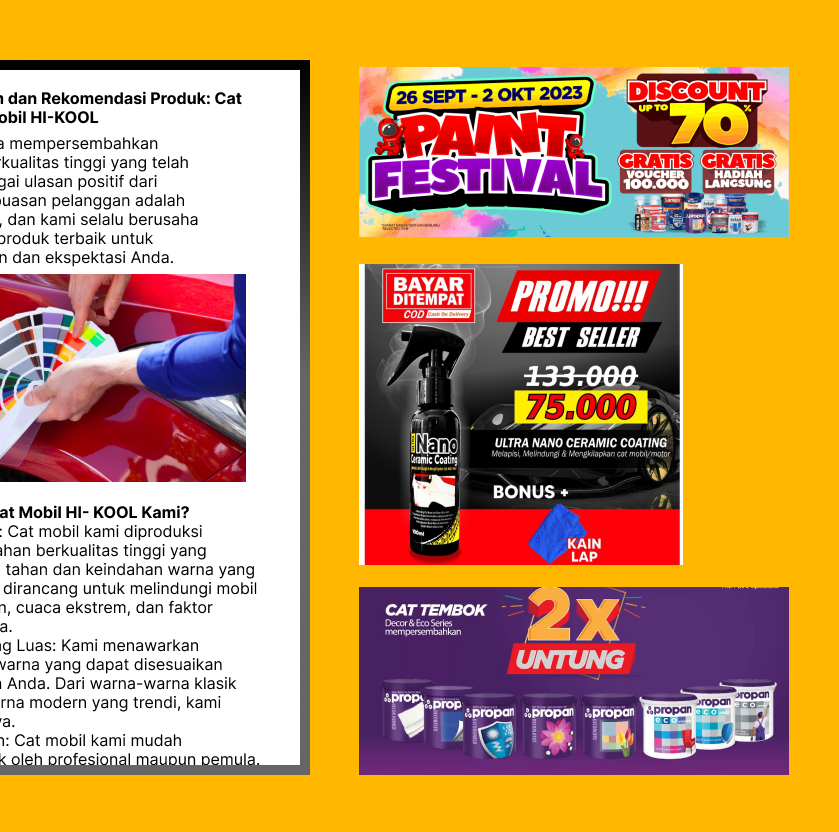 n dan Rekomendasi Produk: Cat
obil HI-KOOL
a mempersembahkan
rkualitas tinggi yang telah
gai ulasan positif dari
puasan pelanggan adalah
, dan kami selalu berusaha
produk terbaik untuk
n dan ekspektasi Anda.
at Mobil HI- KOOL Kami?
: Cat mobil kami diproduksi
ahan berkualitas tinggi yang
tahan dan keindahan warna yang
dirancang untuk melindungi mobil
n, cuaca ekstrem, dan faktor
a.
ng Luas: Kami menawarkan
warna yang dapat disesuaikan
n Anda. Dari warna-warna klasik
arna modern yang trendi, kami
ya.
n: Cat mobil kami mudah
k oleh profesional maupun pemula.
26 SEPT - 2 OKT 2023
PAINT
FESTIVAL
DISCOUNT
UP TO 70%
GRATIS
VOUCHER
100.000
GRATIS
HADIAH
LANGSUNG
BAYAR
DITEMPAT
COD Cash On Delivery
PROMO!!!
BEST SELLER
133.000
75.000
ULTRA NANO CERAMIC COATING
Melapisi, Melindungi & Mengkilapkan cat mobil/motor
Nano
Ceramic Coating
BONUS +
KAIN
LAP
CAT TEMBOK
Decor & Eco Series
mempersembahkan
2x
UNTUNG
propan
propan
propan
propan
propan
propan
eco
propan
eco
propan
eco